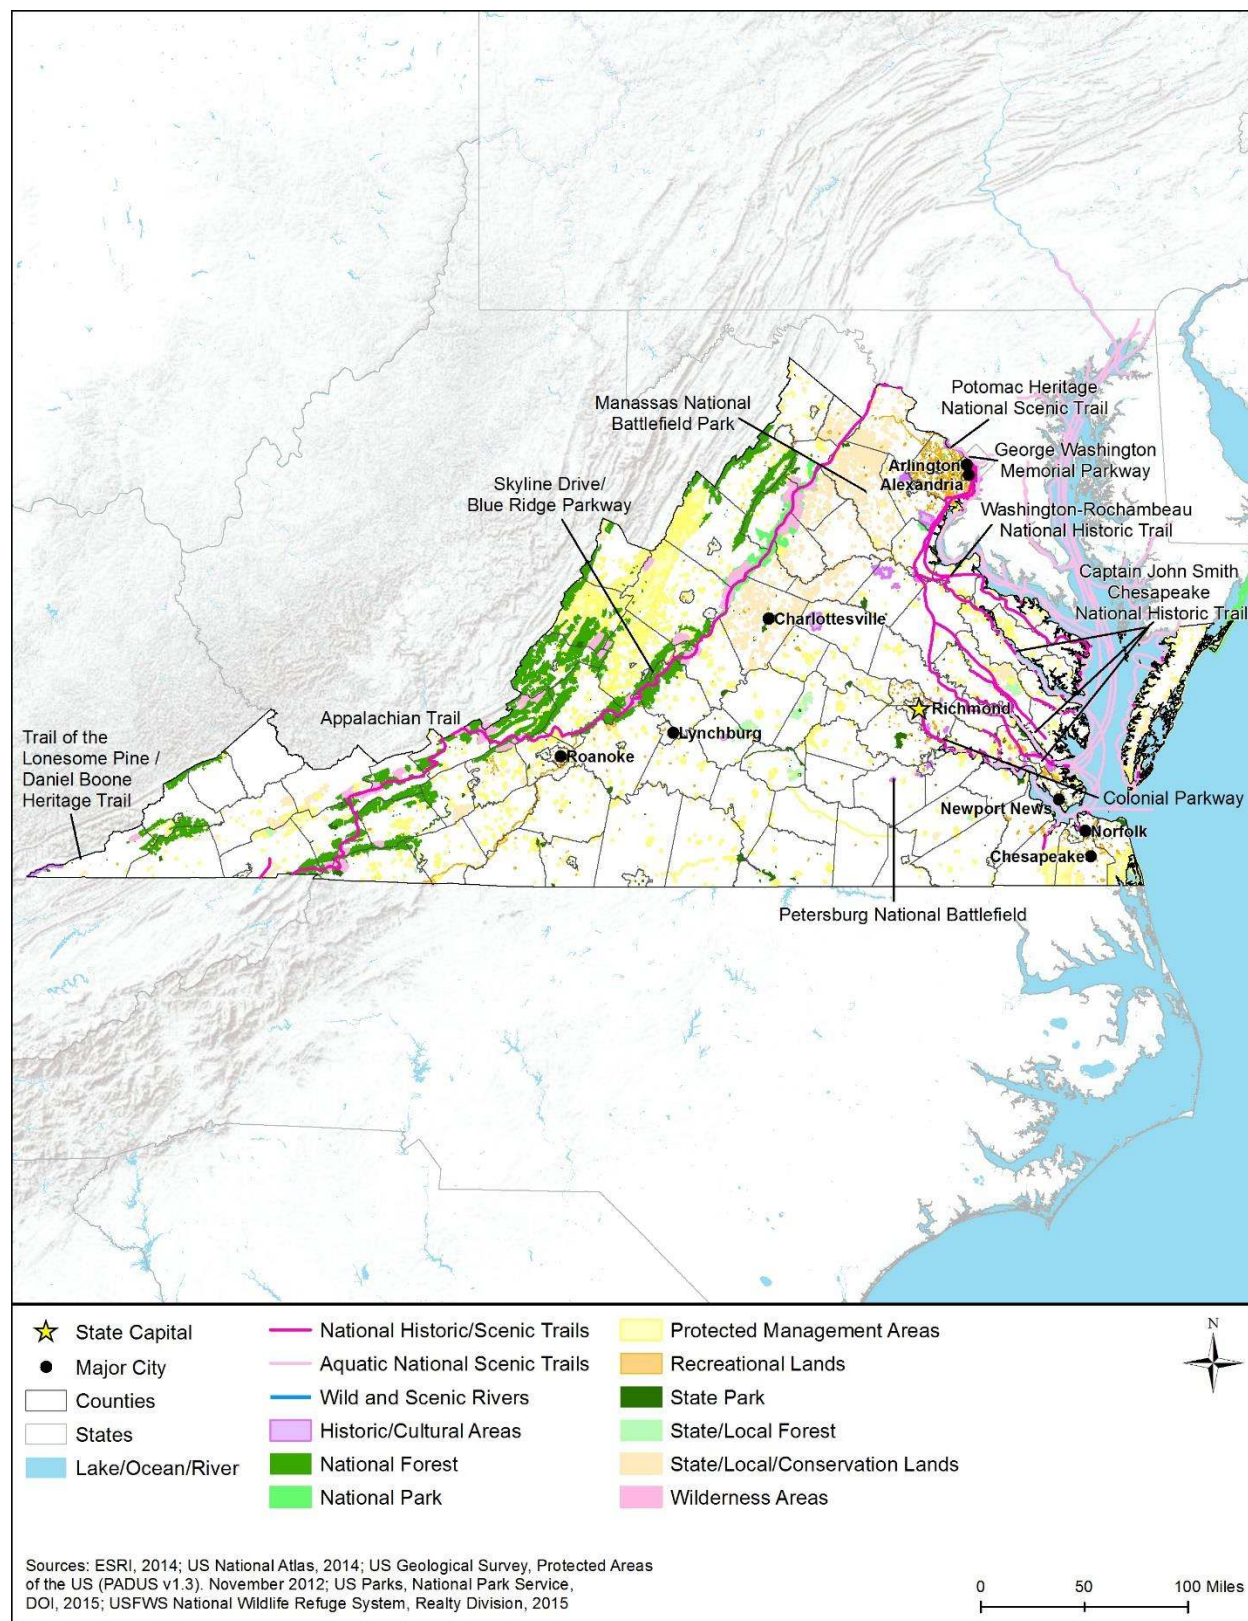 Potomac Heritage
National Scenic Trail
Manassas National
Battlefield Park
George Washington
Memorial Parkway
Arlington
Alexandria
Skyline Drive/
Blue Ridge Parkway
Washington-Rochambeau
National Historic Trail
Captain John Smith
Chesapeake
National Historic Trail
Charlottesville
Richmond
Appalachian Trail
Lynchburg
Trail of the
Lonesome Pine /
Daniel Boone
Heritage Trail
Roanoke
Colonial Parkway
Newport News
Norfolk
Chesapeake
Petersburg National Battlefield
State Capital
Major City
Counties
States
Lake/Ocean/River
National Historic/Scenic Trails
Aquatic National Scenic Trails
Wild and Scenic Rivers
Historic/Cultural Areas
National Forest
National Park
Protected Management Areas
Recreational Lands
State Park
State/Local Forest
State/Local/Conservation Lands
Wilderness Areas
N
Sources: ESRI, 2014; US National Atlas, 2014; US Geological Survey, Protected Areas
of the US (PADUS v1.3). November 2012; US Parks, National Park Service,
DOI, 2015; USFWS National Wildlife Refuge System, Realty Division, 2015
0 50 100 Miles